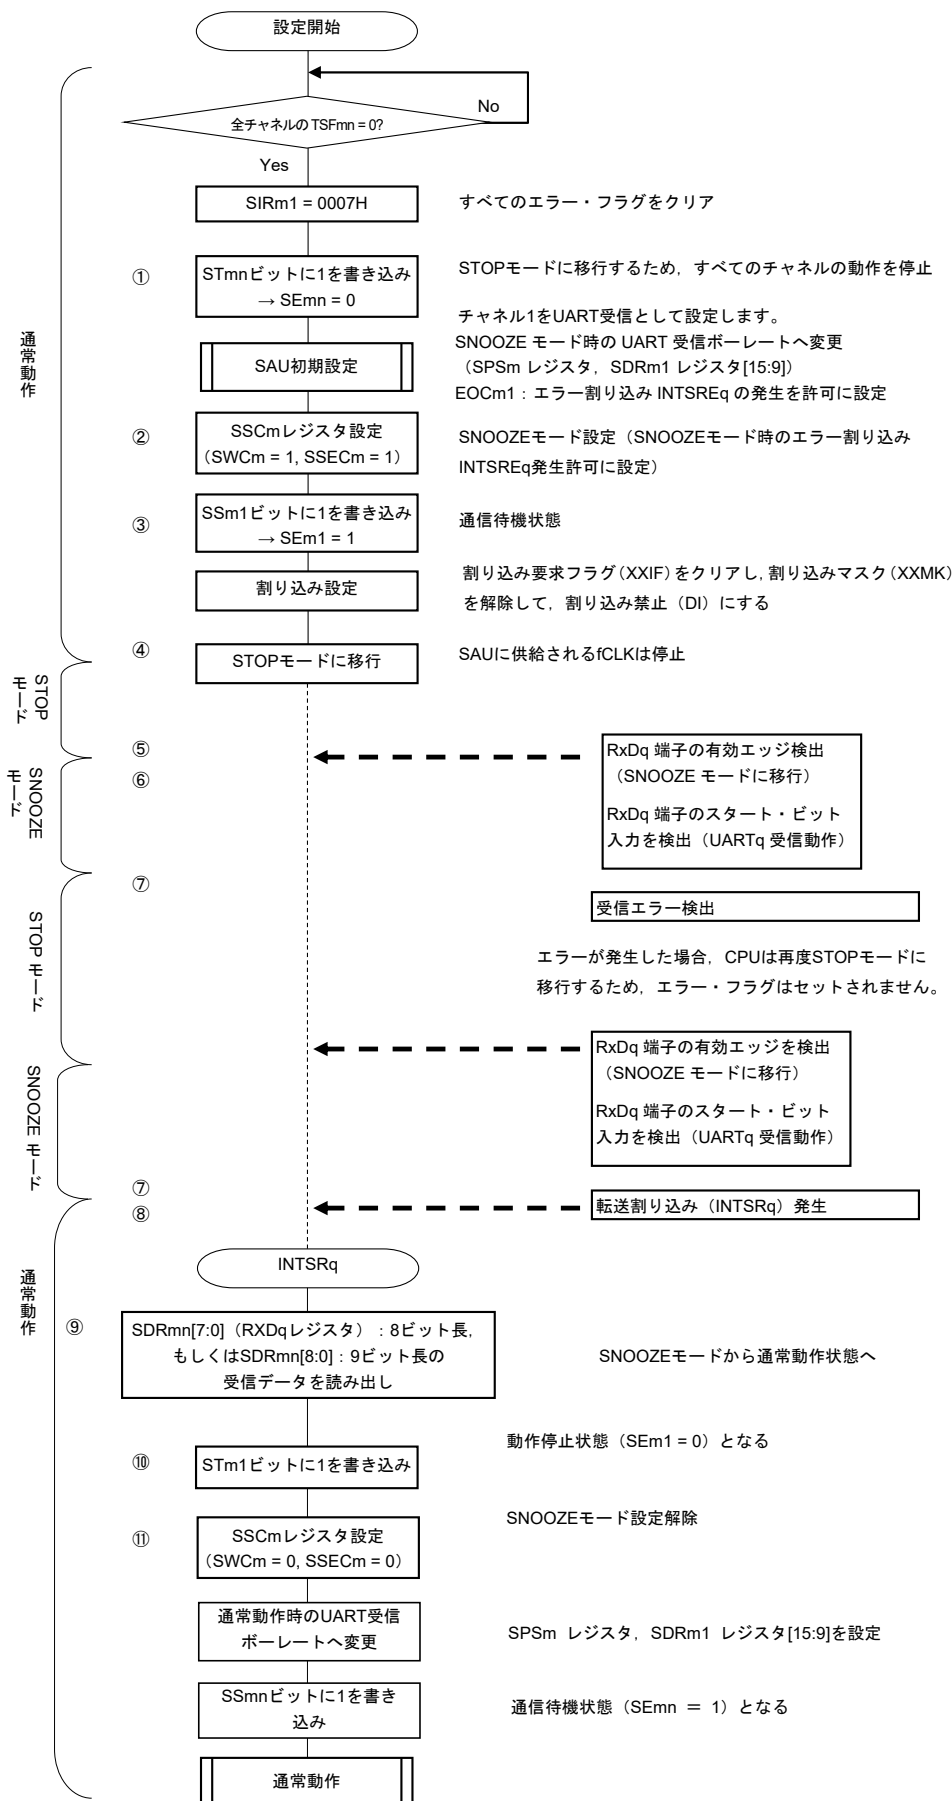 設定開始
No
全チャネルのTSFmn = 0?
Yes
SIRm1 = 0007H
すべてのエラー・フラグをクリア
①
STmnビットに1を書き込み
→ SEmn = 0
STOPモードに移行するため，すべてのチャネルの動作を停止
チャネル1をUART受信として設定します。
SNOOZE モード時の UART 受信ボーレートへ変更
（SPSm レジスタ，SDRm1 レジスタ[15:9]）
EOCm1：エラー割り込み INTSREq の発生を許可に設定
SAU初期設定
通常動作
②
SSCmレジスタ設定
（SWCm = 1, SSECm = 1）
SNOOZEモード設定（SNOOZEモード時のエラー割り込み
INTSREq発生許可に設定）
③
SSm1ビットに1を書き込み
→ SEm1 = 1
通信待機状態
割り込み設定
割り込み要求フラグ（XXIF）をクリアし，割り込みマスク（XXMK）
を解除して，割り込み禁止（DI）にする
④
STOPモードに移行
SAUに供給されるfCLKは停止
STOP
モード
⑤
RxDq 端子の有効エッジ検出
（SNOOZE モードに移行）
RxDq 端子のスタート・ビット
入力を検出（UARTq 受信動作）
⑥
SNOOZE
モード
⑦
受信エラー検出
エラーが発生した場合，CPUは再度STOPモードに
移行するため，エラー・フラグはセットされません。
STOP モード
RxDq 端子の有効エッジを検出
（SNOOZE モードに移行）
RxDq 端子のスタート・ビット
入力を検出（UARTq 受信動作）
SNOOZE モード
⑦
⑧
転送割り込み（INTSRq）発生
INTSRq
通常動作
⑨
SDRmn[7:0]（RXDqレジスタ）：8ビット長，
もしくはSDRmn[8:0]：9ビット長の
受信データを読み出し
SNOOZEモードから通常動作状態へ
⑩
STm1ビットに1を書き込み
動作停止状態（SEm1 = 0）となる
⑪
SSCmレジスタ設定
（SWCm = 0, SSECm = 0）
SNOOZEモード設定解除
通常動作時のUART受信
ボーレートへ変更
SPSm レジスタ，SDRm1 レジスタ[15:9]を設定
SSmnビットに1を書き
込み
通信待機状態（SEmn ＝ 1）となる
通常動作